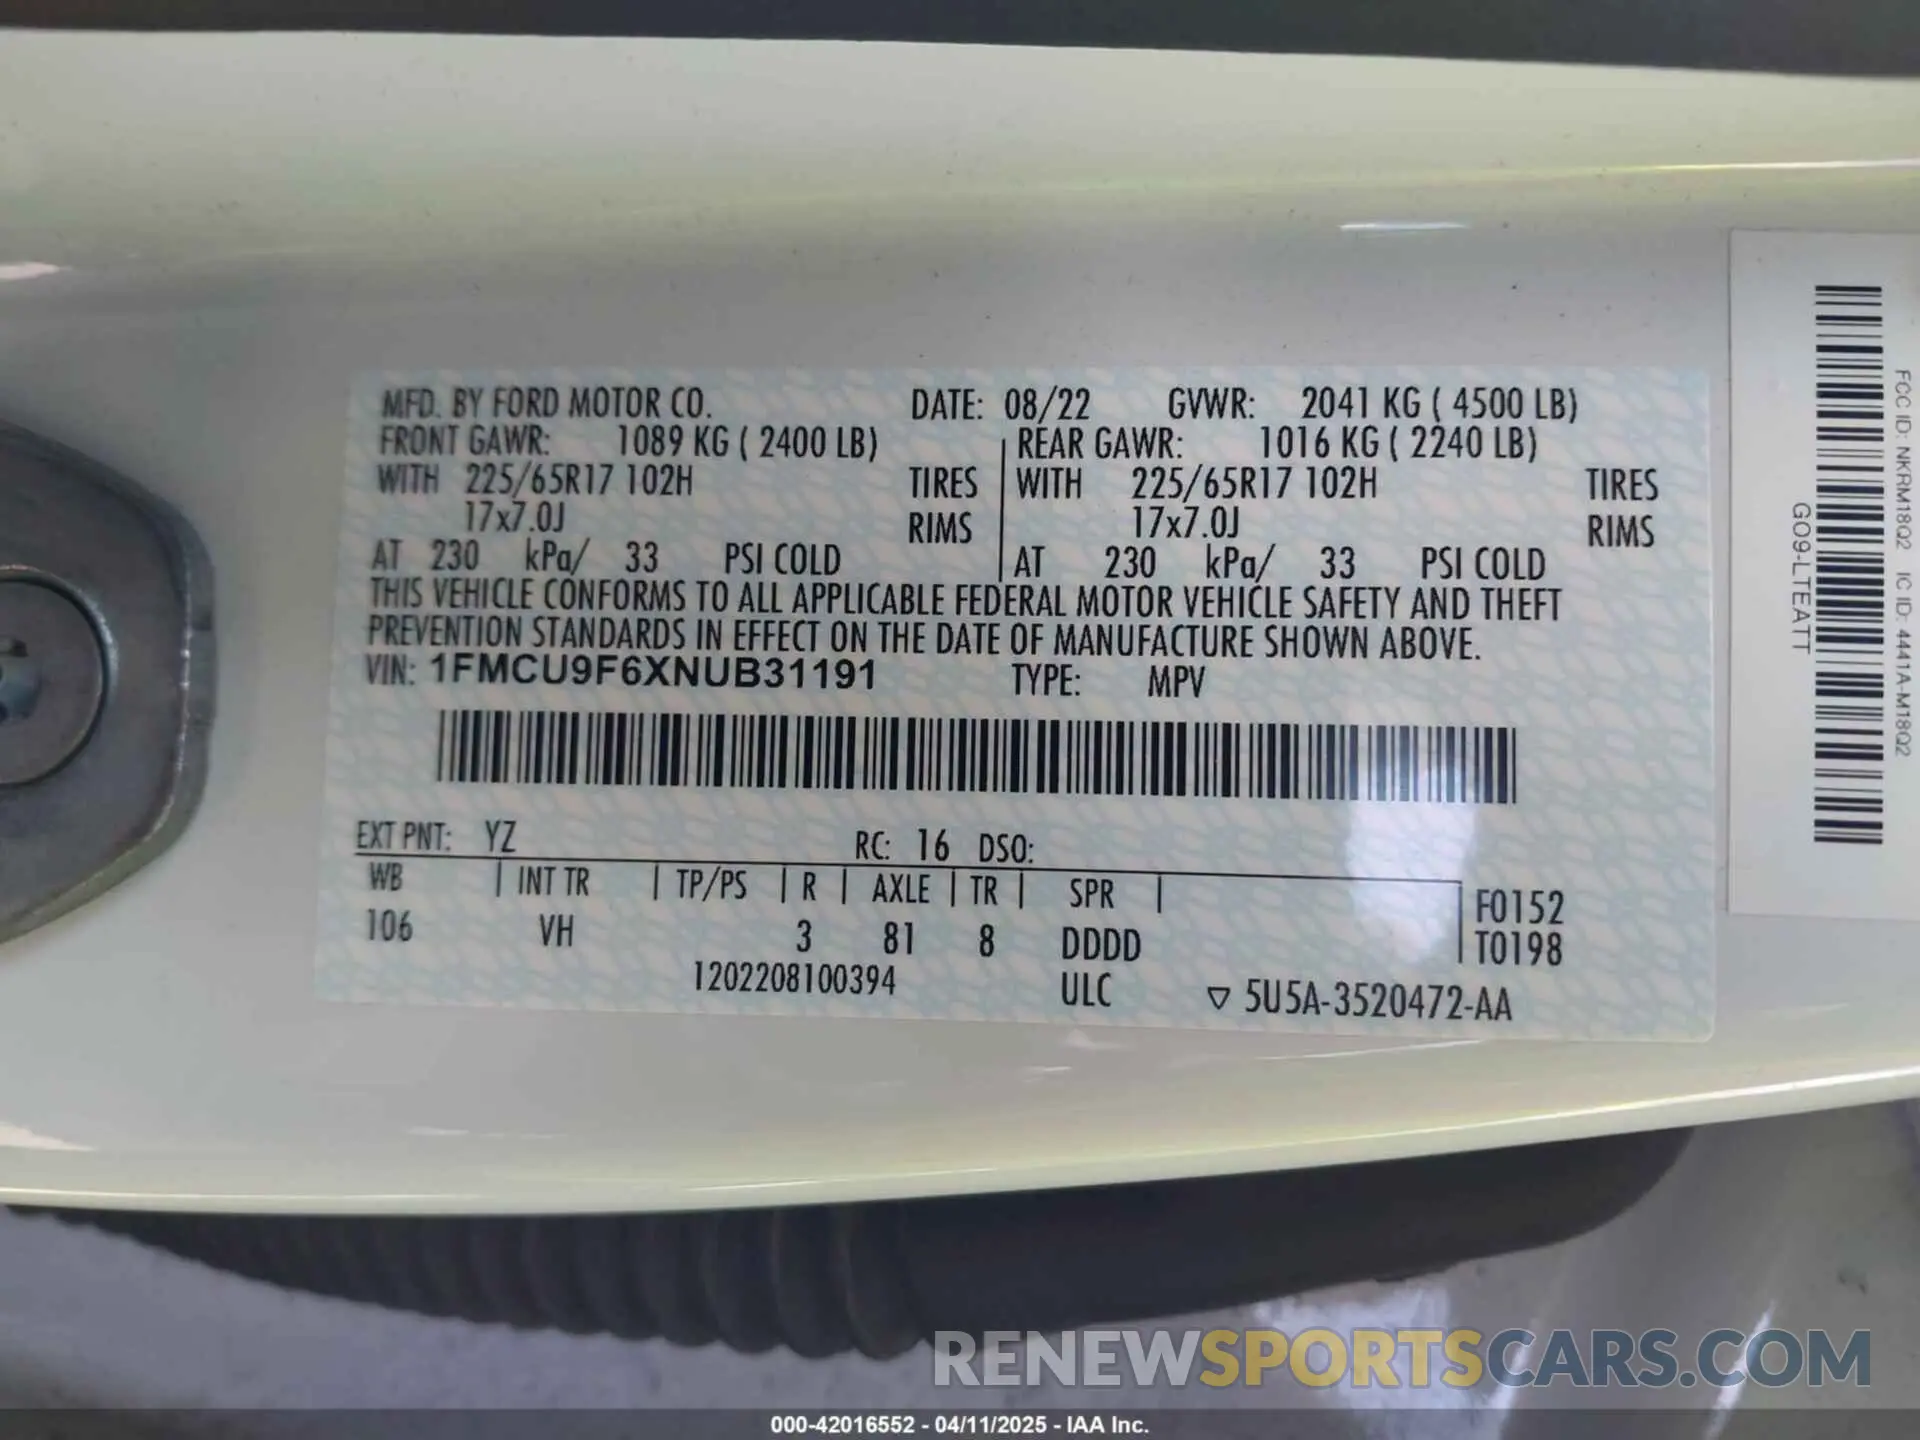 MFD. BY FORD MOTOR CO. DATE: 08/22 GVWR: 2041 KG ( 4500 LB)
FRONT GAWR: 1089 KG ( 2400 LB) REAR GAWR: 1016 KG ( 2240 LB)
WITH 225/65R17 102H TIRES WITH 225/65R17 102H TIRES
17x7.0J RIMS 17x7.0J RIMS
AT 230 kPa/ 33 PSI COLD AT 230 kPa/ 33 PSI COLD
THIS VEHICLE CONFORMS TO ALL APPLICABLE FEDERAL MOTOR VEHICLE SAFETY AND THEFT
PREVENTION STANDARDS IN EFFECT ON THE DATE OF MANUFACTURE SHOWN ABOVE.
VIN: 1FMCU9F6XNUB31191 TYPE: MPV
EXT PNT: YZ RC: 16 DSO:
WB | INT TR | TP/PS | R | AXLE | TR | SPR |
106 VH 3 81 8 DDDD
F0152
T0198
1202208100394 ULC ▽ 5U5A-3520472-AA
GO9-LTEATT
FCC ID: NKRM18Q2 IC ID: 4441A-M18Q2
RENEWSPORTSCARS.COM
000-42016552 - 04/11/2025 - IAA Inc.